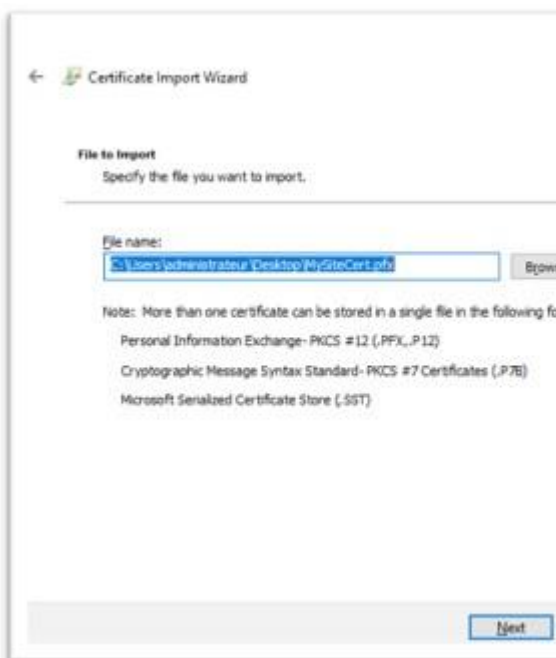 Certificate Import Wizard
File to Import
Specify the file you want to import.
File name:
C:\Users\administrateur\Desktop\MySiteCert.pfx
Brow
Note: More than one certificate can be stored in a single file in the following fo
Personal Information Exchange- PKCS #12 (.PFX,.P12)
Cryptographic Message Syntax Standard- PKCS #7 Certificates (.P7B)
Microsoft Serialized Certificate Store (.SST)
Next